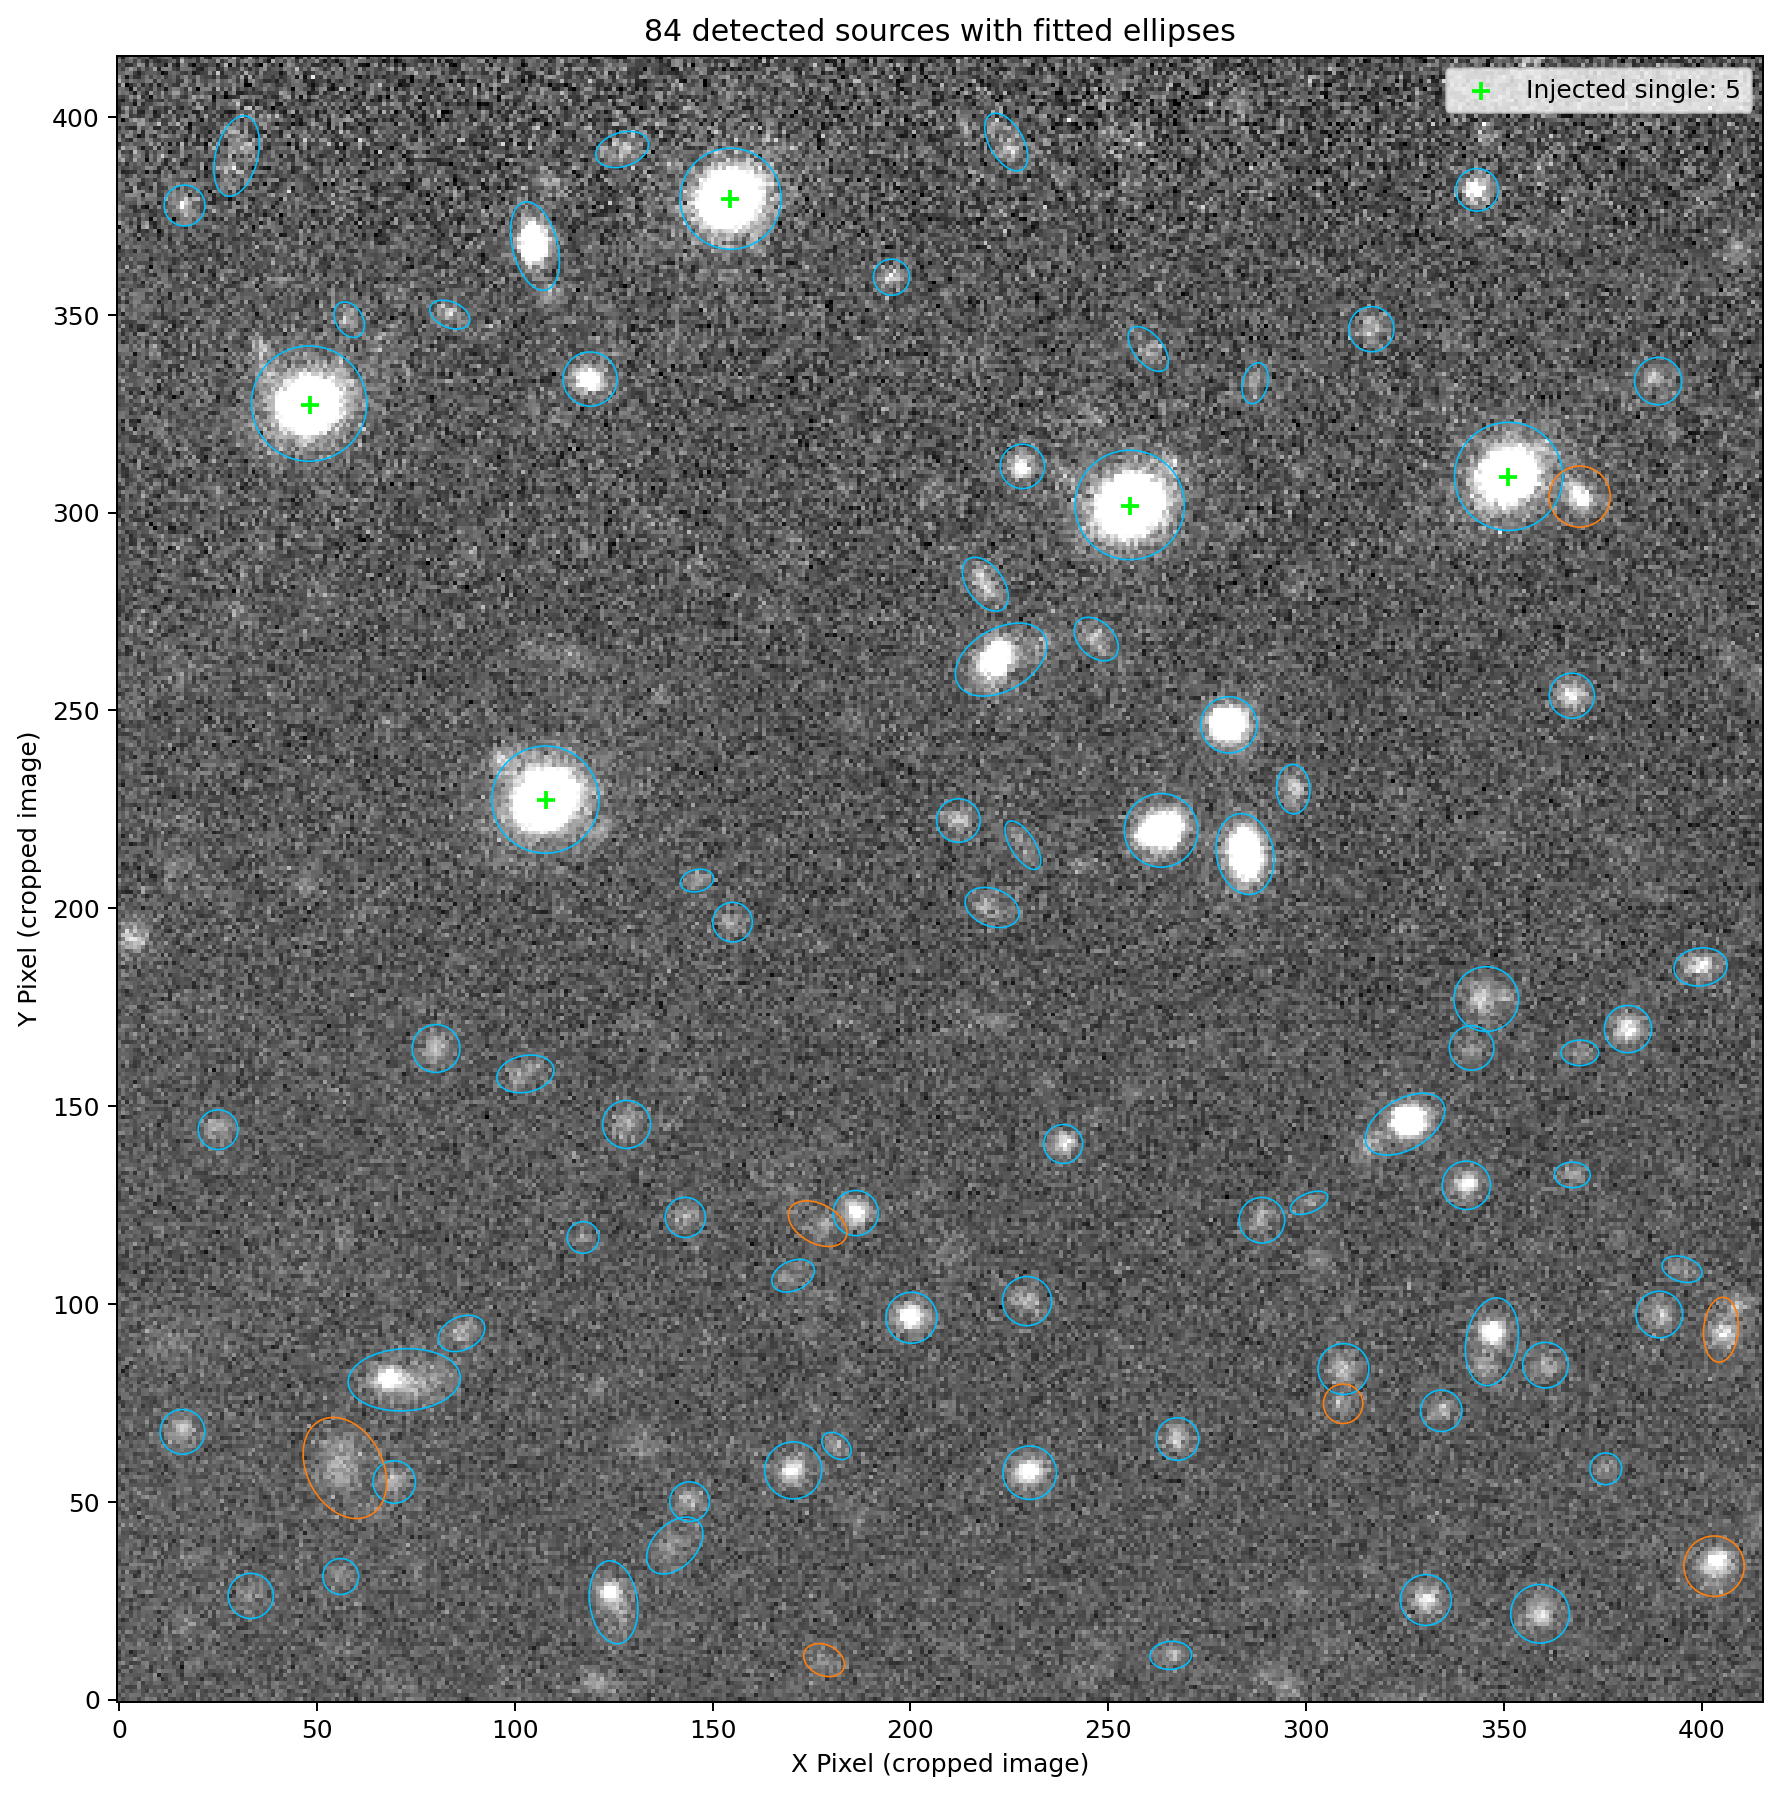 84 detected sources with fitted ellipses
Injected single: 5
400
350
300
250
200
150
100
50
0
Y Pixel (cropped image)
0 50 100 150 200 250 300 350 400
X Pixel (cropped image)